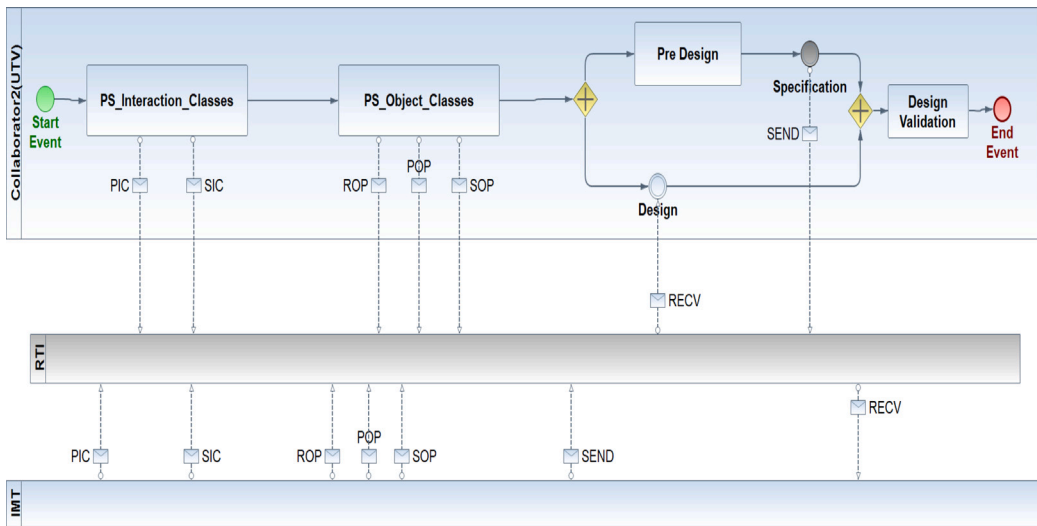 Collaborator2(UTV)
Start
Event
PS_Interaction_Classes
PS_Object_Classes
Pre Design
Specification
Design
Validation
End
Event
Design
PIC
SIC
ROP
POP
SOP
SEND
RECV
RTI
PIC
SIC
ROP
POP
SOP
SEND
RECV
IMT